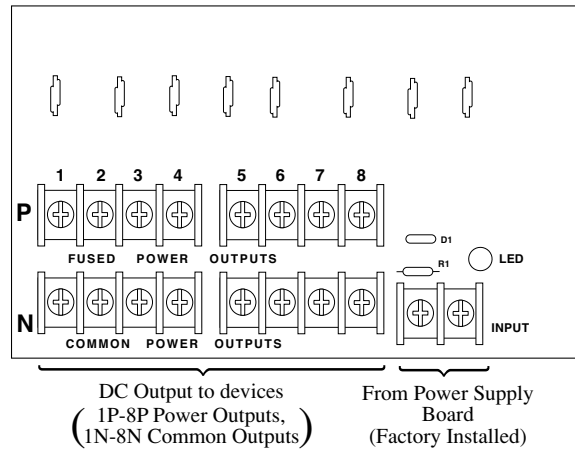 1 2 3 4 5 6 7 8
P
FUSED POWER OUTPUTS
D1
R1
LED
N
COMMON POWER OUTPUTS
INPUT
DC Output to devices
(1P-8P Power Outputs,
1N-8N Common Outputs)
From Power Supply
Board
(Factory Installed)